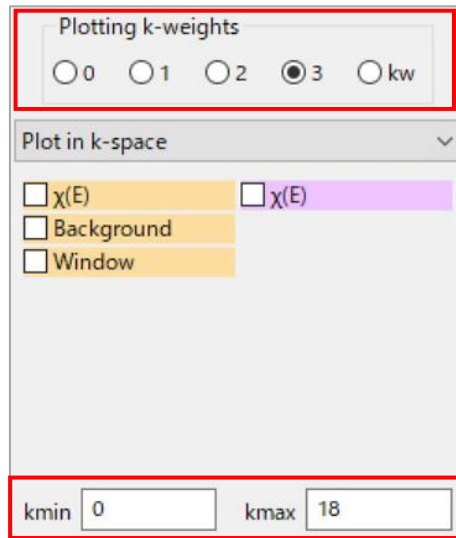 Plotting k-weights
0 1 2 3 kw
Plot in k-space
χ(E) χ(E)
Background
Window
kmin 0 kmax 18